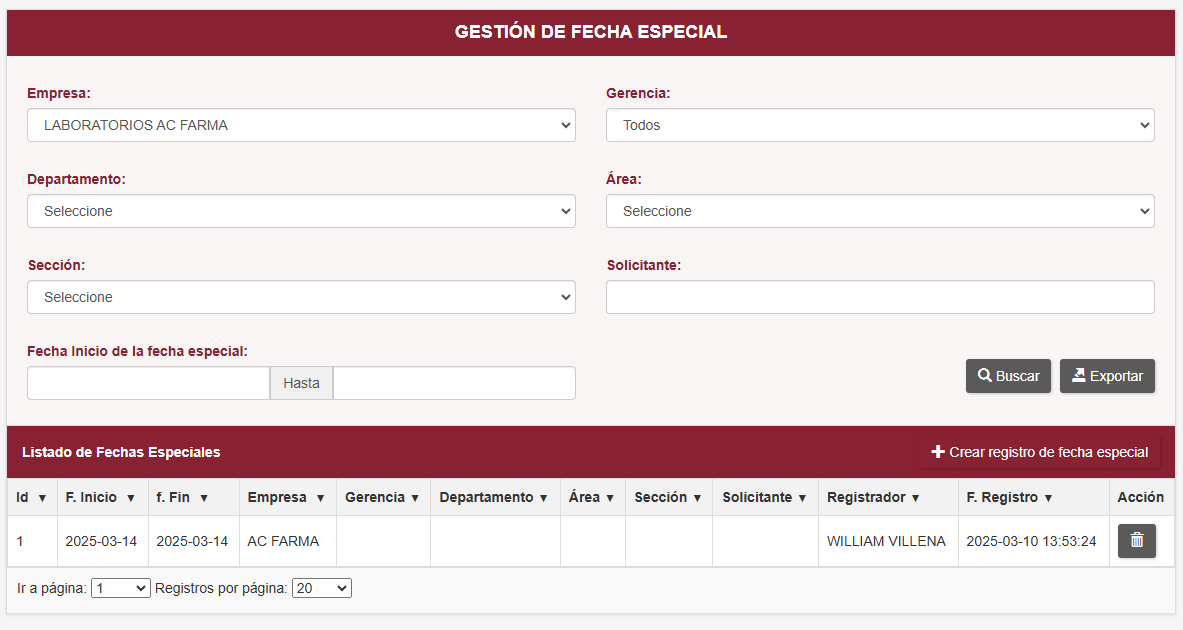 GESTIÓN DE FECHA ESPECIAL
Empresa: Gerencia:
LABORATORIOS AC FARMA Todos
Departamento: Área:
Seleccione Seleccione
Sección: Solicitante:
Seleccione
Fecha Inicio de la fecha especial:
Hasta Buscar Exportar
Listado de Fechas Especiales Crear registro de fecha especial
Id F. Inicio f. Fin Empresa Gerencia Departamento Área Sección Solicitante Registrador F. Registro Acción
1 2025-03-14 2025-03-14 AC FARMA WILLIAM VILLENA 2025-03-10 13:53:24
Ir a página: 1 Registros por página: 20